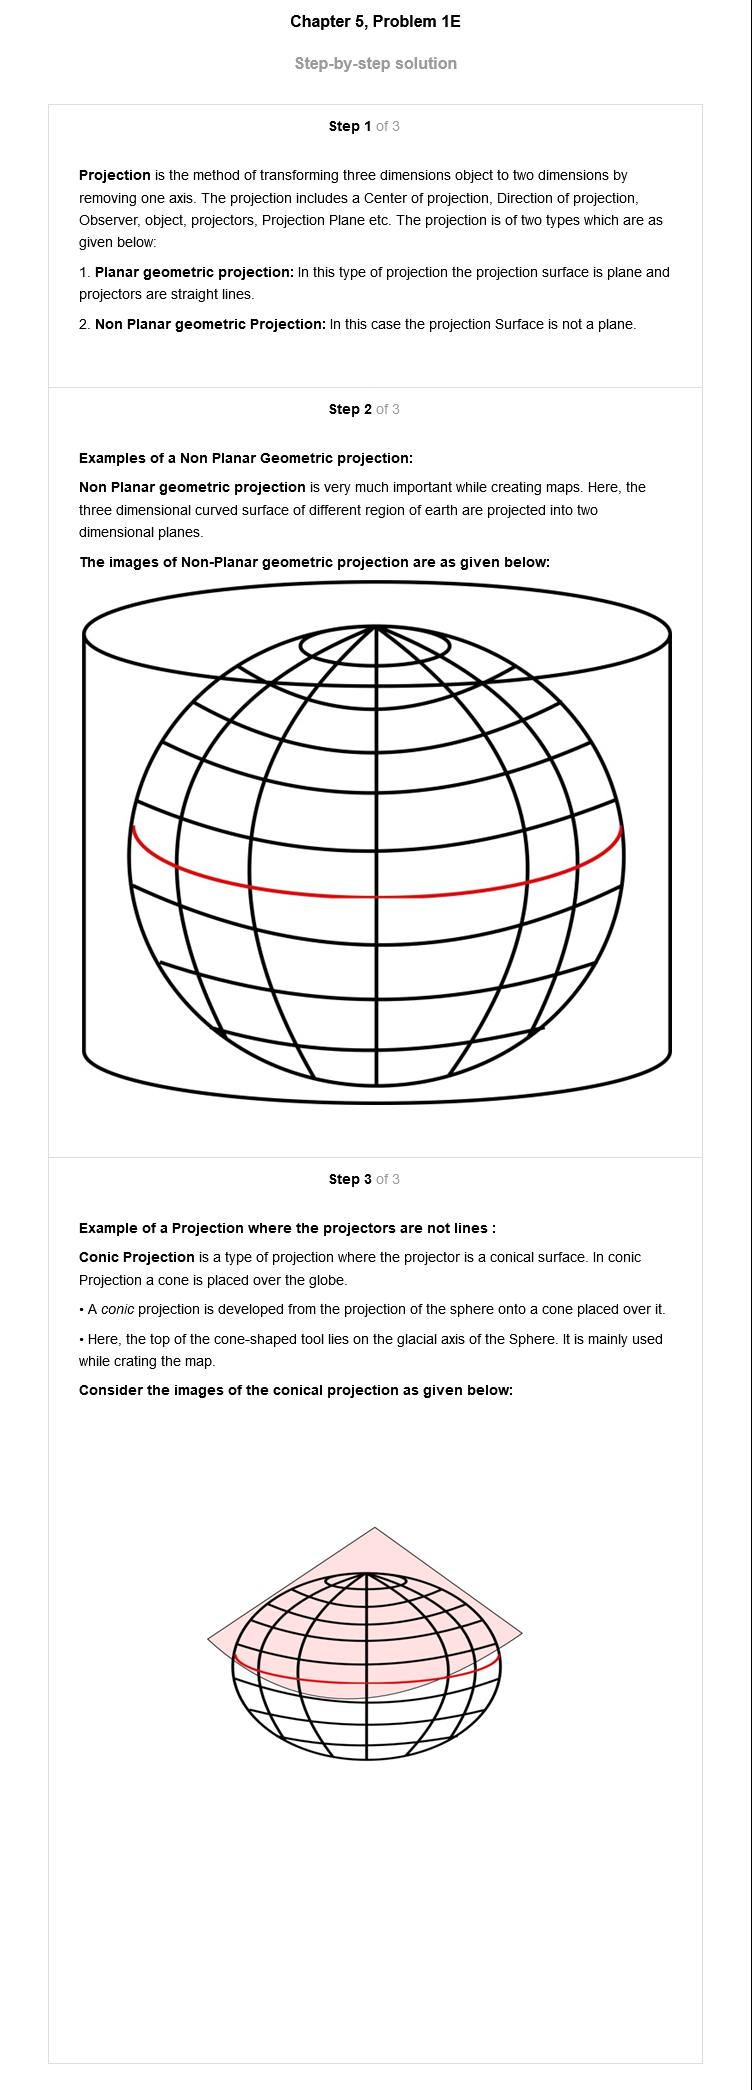 Chapter 5, Problem 1E
Step-by-step solution
Step 1 of 3
Projection is the method of transforming three dimensions object to two dimensions by
removing one axis. The projection includes a Center of projection, Direction of projection,
Observer, object, projectors, Projection Plane etc. The projection is of two types which are as
given below:
1. Planar geometric projection: In this type of projection the projection surface is plane and
projectors are straight lines.
2. Non Planar geometric Projection: In this case the projection Surface is not a plane.
Step 2 of 3
Examples of a Non Planar Geometric projection:
Non Planar geometric projection is very much important while creating maps. Here, the
three dimensional curved surface of different region of earth are projected into two
dimensional planes.
The images of Non-Planar geometric projection are as given below:
Step 3 of 3
Example of a Projection where the projectors are not lines :
Conic Projection is a type of projection where the projector is a conical surface. In conic
Projection a cone is placed over the globe.
• A conic projection is developed from the projection of the sphere onto a cone placed over it.
• Here, the top of the cone-shaped tool lies on the glacial axis of the Sphere. It is mainly used
while crating the map.
Consider the images of the conical projection as given below: